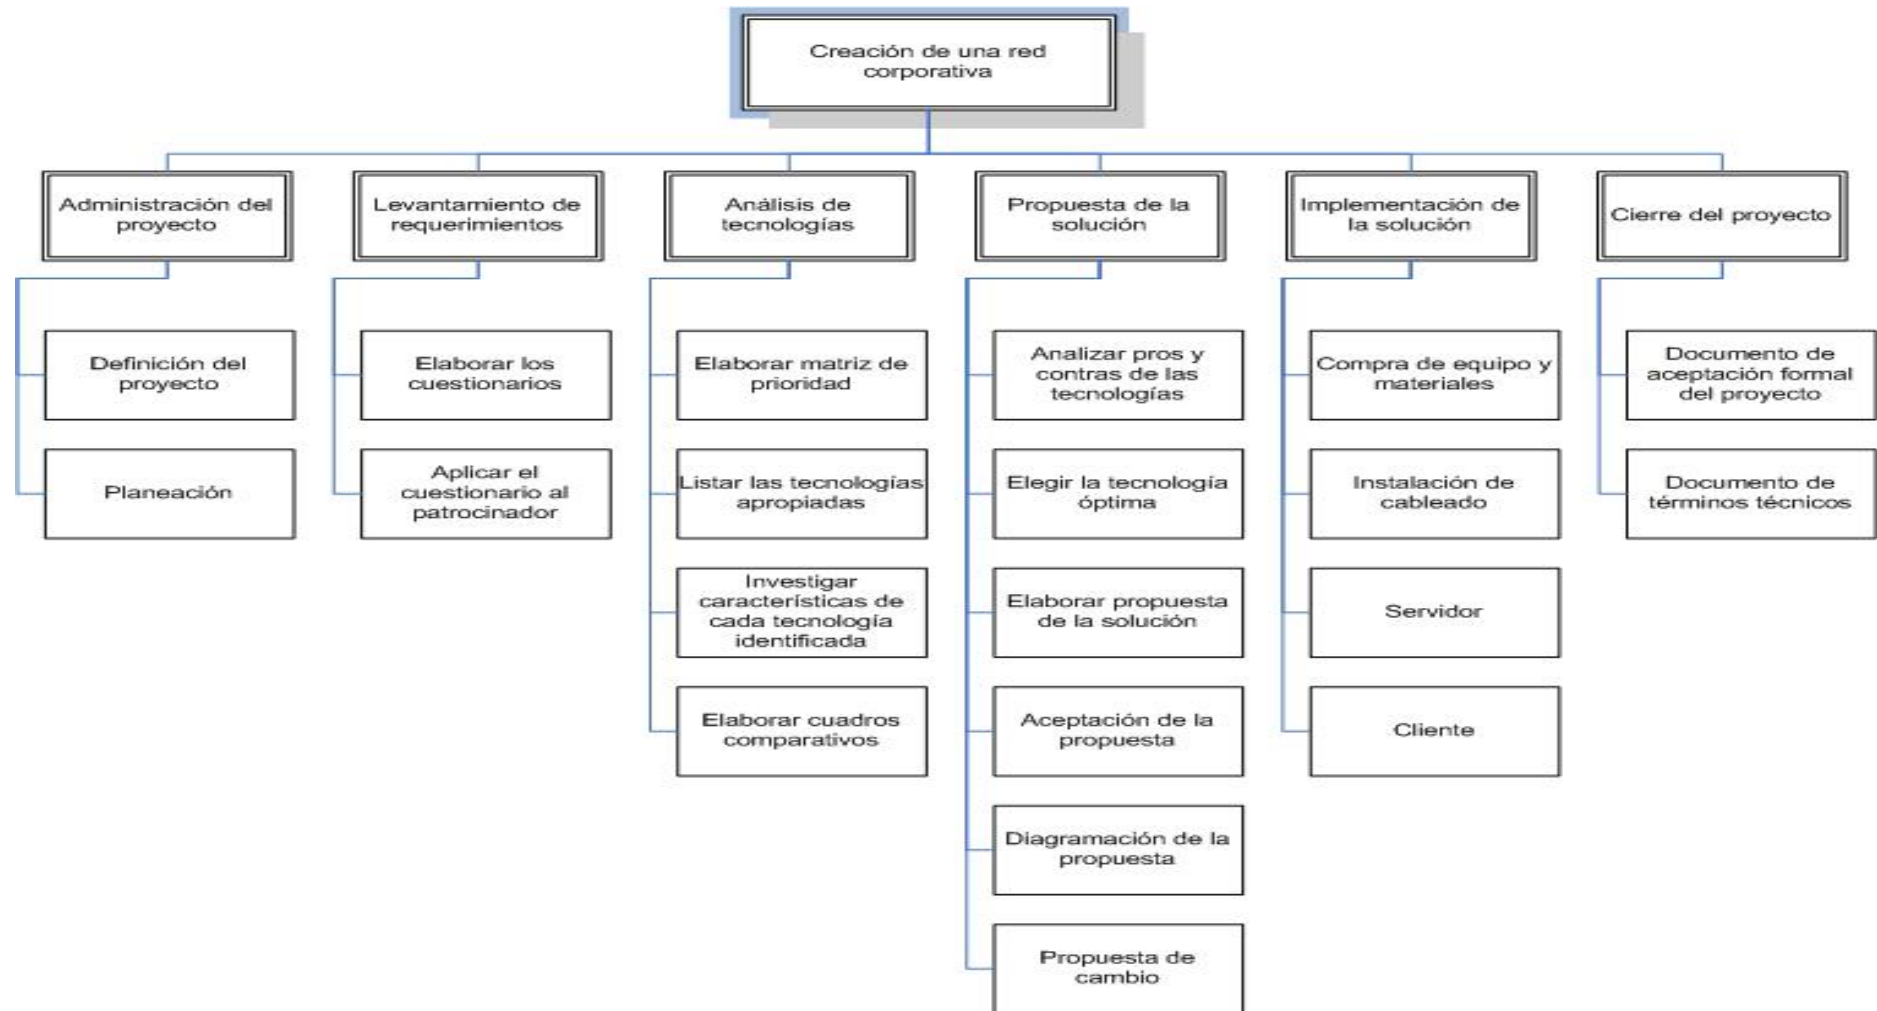 Creación de una red
corporativa
Administración del
proyecto
Levantamiento de
requerimientos
Análisis de
tecnologías
Propuesta de la
solución
Implementación de
la solución
Cierre del proyecto
Definición del
proyecto
Planeación
Elaborar los
cuestionarios
Aplicar el
cuestionario al
patrocinador
Elaborar matriz de
prioridad
Listar las tecnologías
apropiadas
Investigar
características de
cada tecnología
identificada
Elaborar cuadros
comparativos
Analizar pros y
contras de las
tecnologías
Elegir la tecnología
óptima
Elaborar propuesta
de la solución
Aceptación de la
propuesta
Diagramación de la
propuesta
Propuesta de
cambio
Compra de equipo y
materiales
Instalación de
cableado
Servidor
Cliente
Documento de
aceptación formal
del proyecto
Documento de
términos técnicos